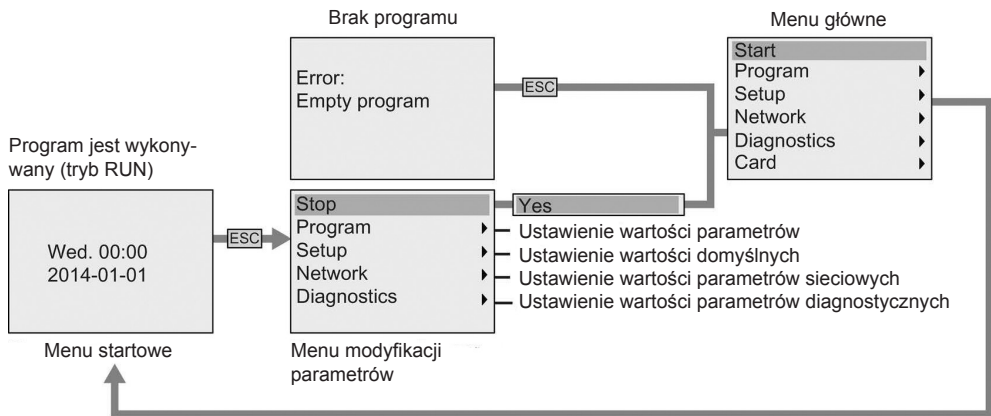 Brak programu
Error:
Empty program
ESC
Menu główne
Start
Program
Setup
Network
Diagnostics
Card
Program jest wykony-
wany (tryb RUN)
Wed. 00:00
2014-01-01
Menu startowe
ESC
Stop
Program
Setup
Network
Diagnostics
Menu modyfikacji
parametrów
Yes
Ustawienie wartości parametrów
Ustawienie wartości domyślnych
Ustawienie wartości parametrów sieciowych
Ustawienie wartości parametrów diagnostycznych